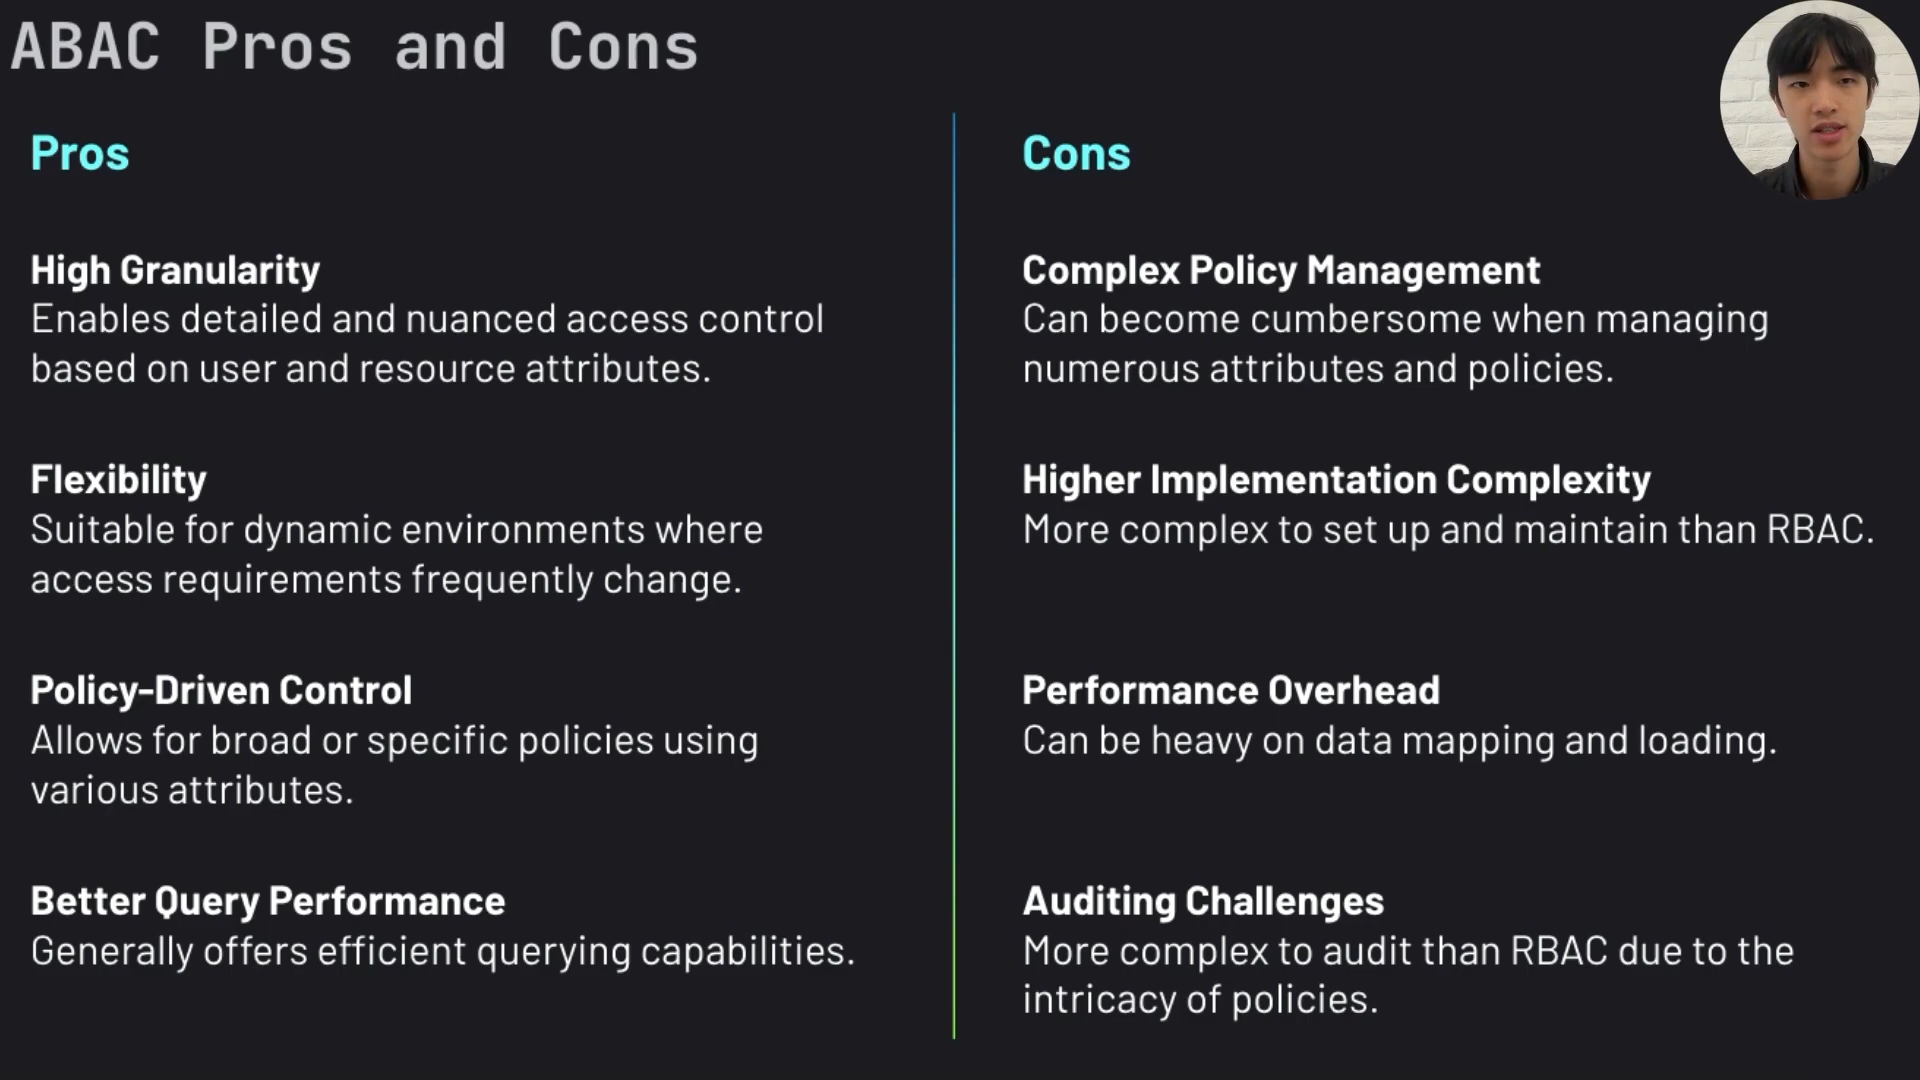 ABAC Pros and Cons
Pros
High Granularity
Enables detailed and nuanced access control
based on user and resource attributes.
Flexibility
Suitable for dynamic environments where
access requirements frequently change.
Policy-Driven Control
Allows for broad or specific policies using
various attributes.
Better Query Performance
Generally offers efficient querying capabilities.
Cons
Complex Policy Management
Can become cumbersome when managing
numerous attributes and policies.
Higher Implementation Complexity
More complex to set up and maintain than RBAC.
Performance Overhead
Can be heavy on data mapping and loading.
Auditing Challenges
More complex to audit than RBAC due to the
intricacy of policies.